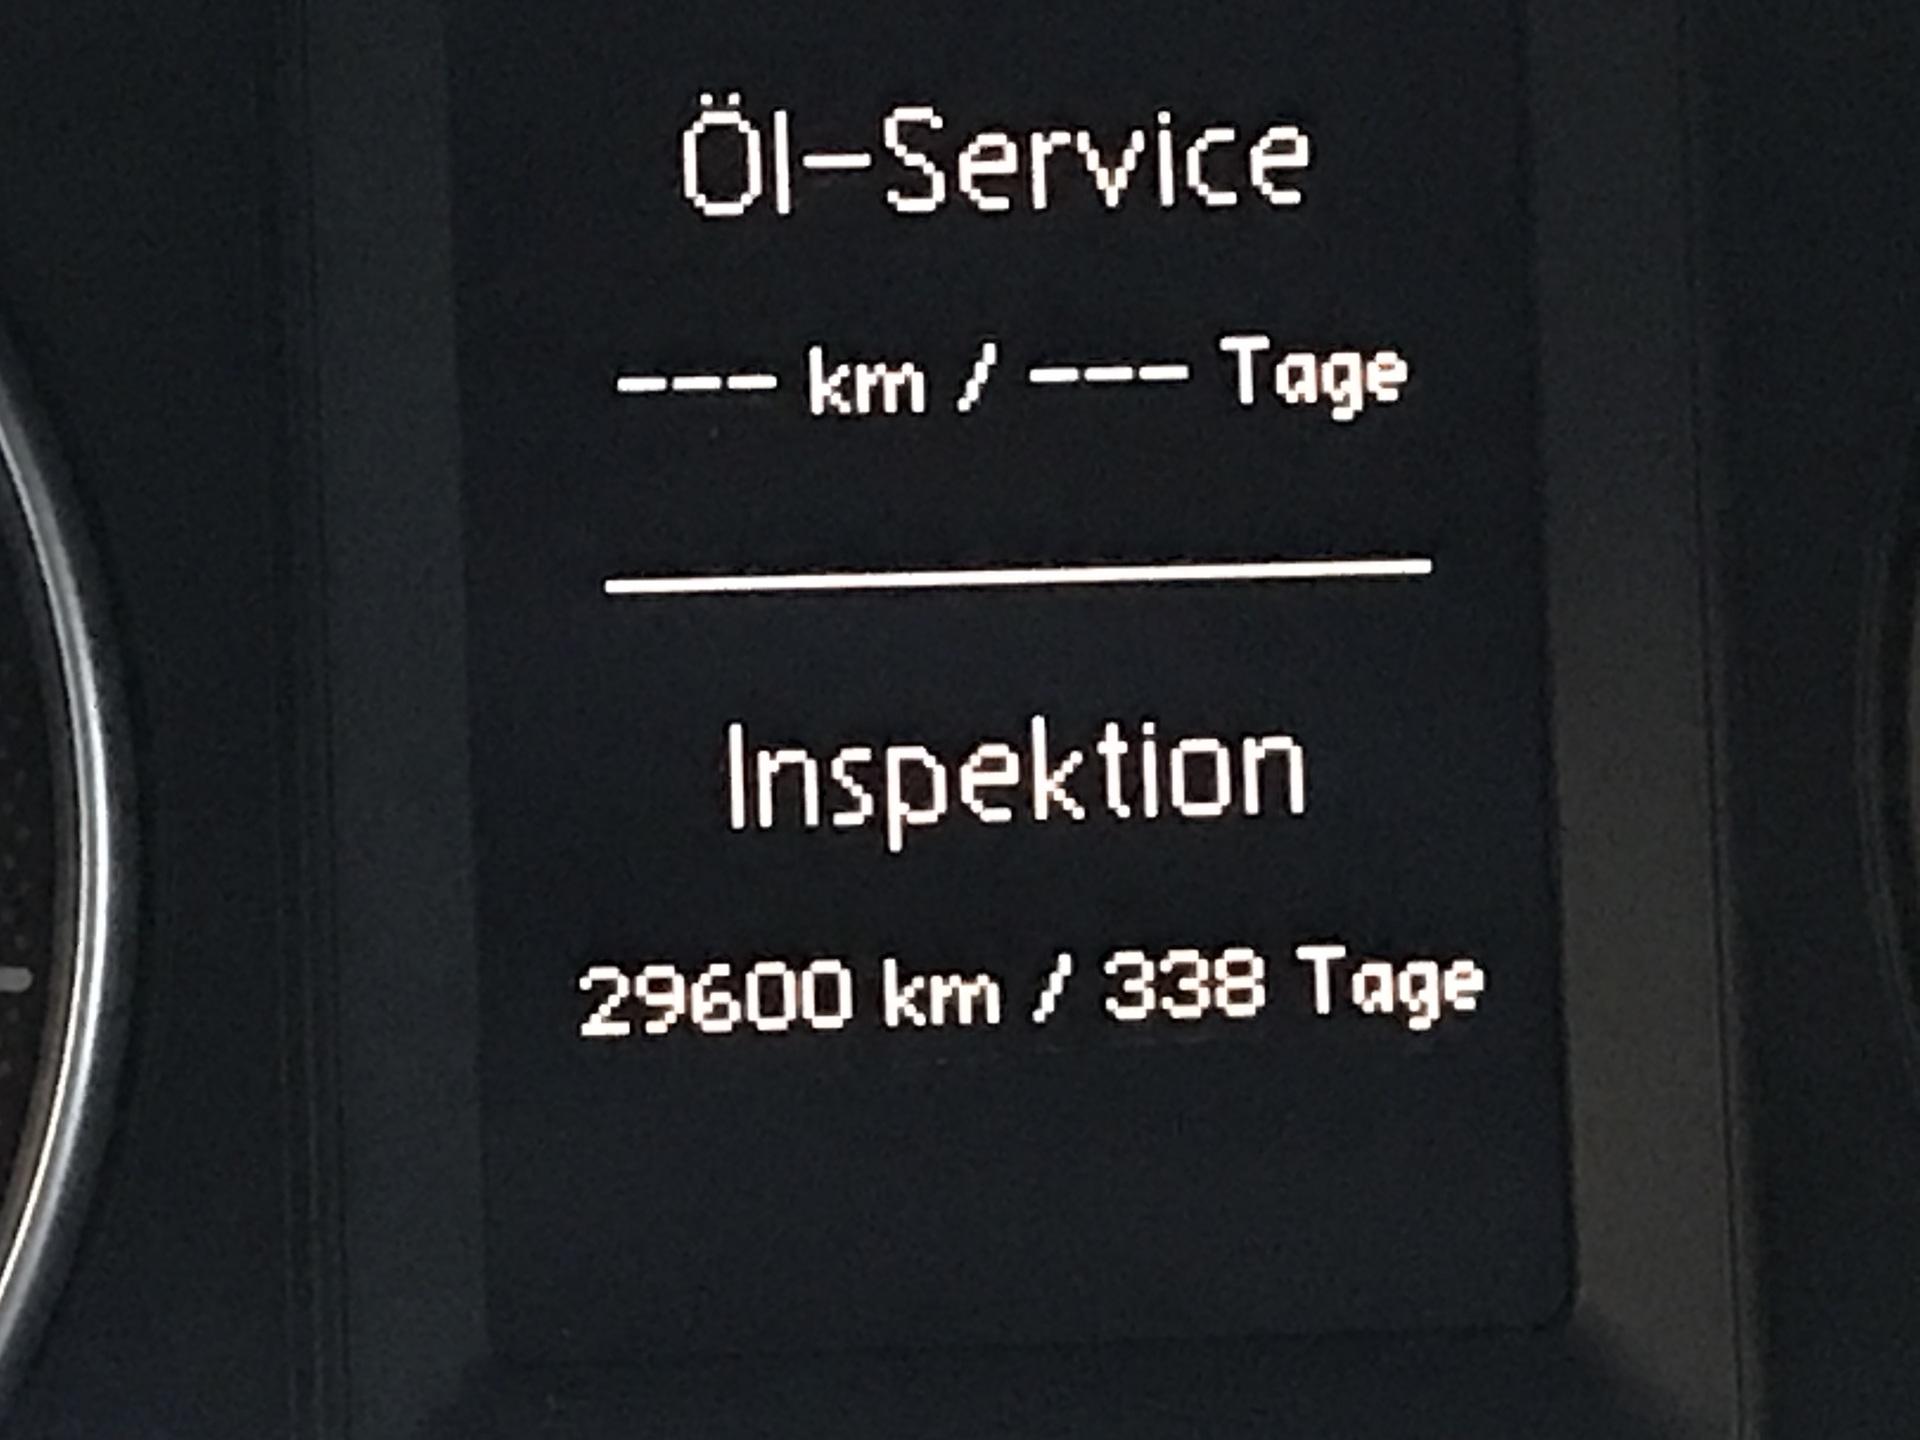 Öl-Service
--- km / --- Tage
Inspektion
29600 km / 338 Tage